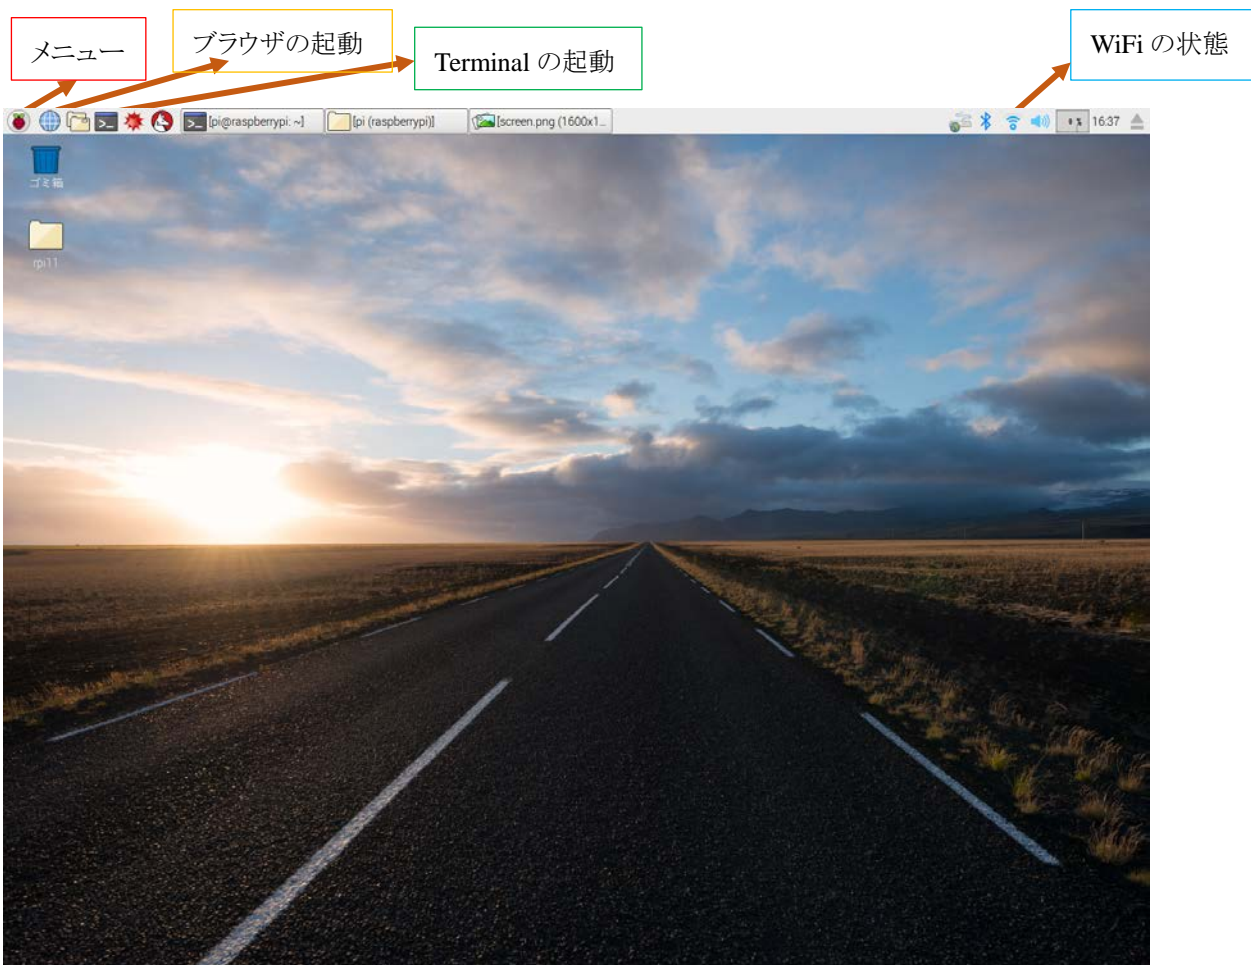 メニュー
ブラウザの起動
Terminal の起動
WiFi の状態
[pi@raspberrypi: ~]
[pi (raspberrypi)]
[screen.png (1600x1...
16:37
ゴミ箱
rpi11